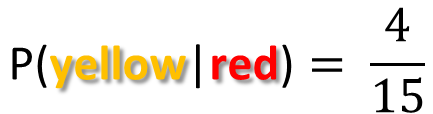 P(yellow|red) = 4/15